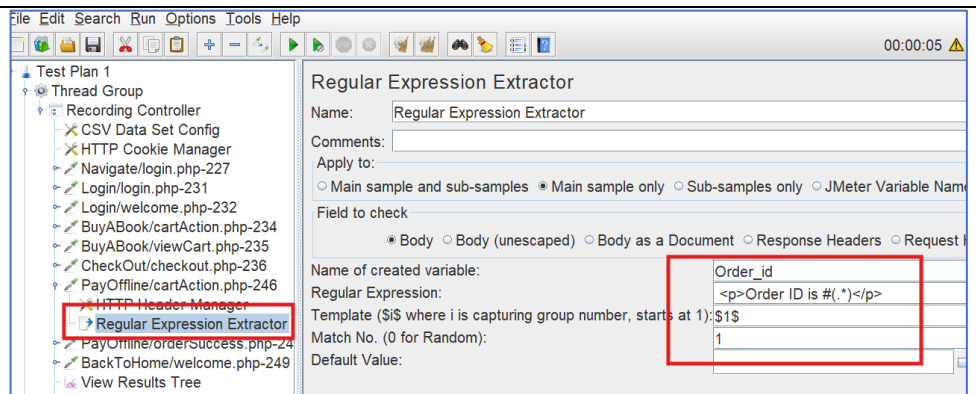 File Edit Search Run Options Tools Help
00:00:05
Test Plan 1
Thread Group
Recording Controller
CSV Data Set Config
HTTP Cookie Manager
Navigate/login.php-227
Login/login.php-231
Login/welcome.php-232
BuyABook/cartAction.php-234
BuyABook/viewCart.php-235
CheckOut/checkout.php-236
PayOffline/cartAction.php-246
HTTP Header Manager
Regular Expression Extractor
PayOffline/orderSuccess.php-24
BackToHome/welcome.php-249
View Results Tree
Regular Expression Extractor
Name: Regular Expression Extractor
Comments:
Apply to:
Main sample and sub-samples Main sample only Sub-samples only JMeter Variable Nam
Field to check
Body Body (unescaped) Body as a Document Response Headers Request
Name of created variable: Order_id
Regular Expression: <p>Order ID is #(.*)</p>
Template ($i$ where i is capturing group number, starts at 1): $1$
Match No. (0 for Random): 1
Default Value: